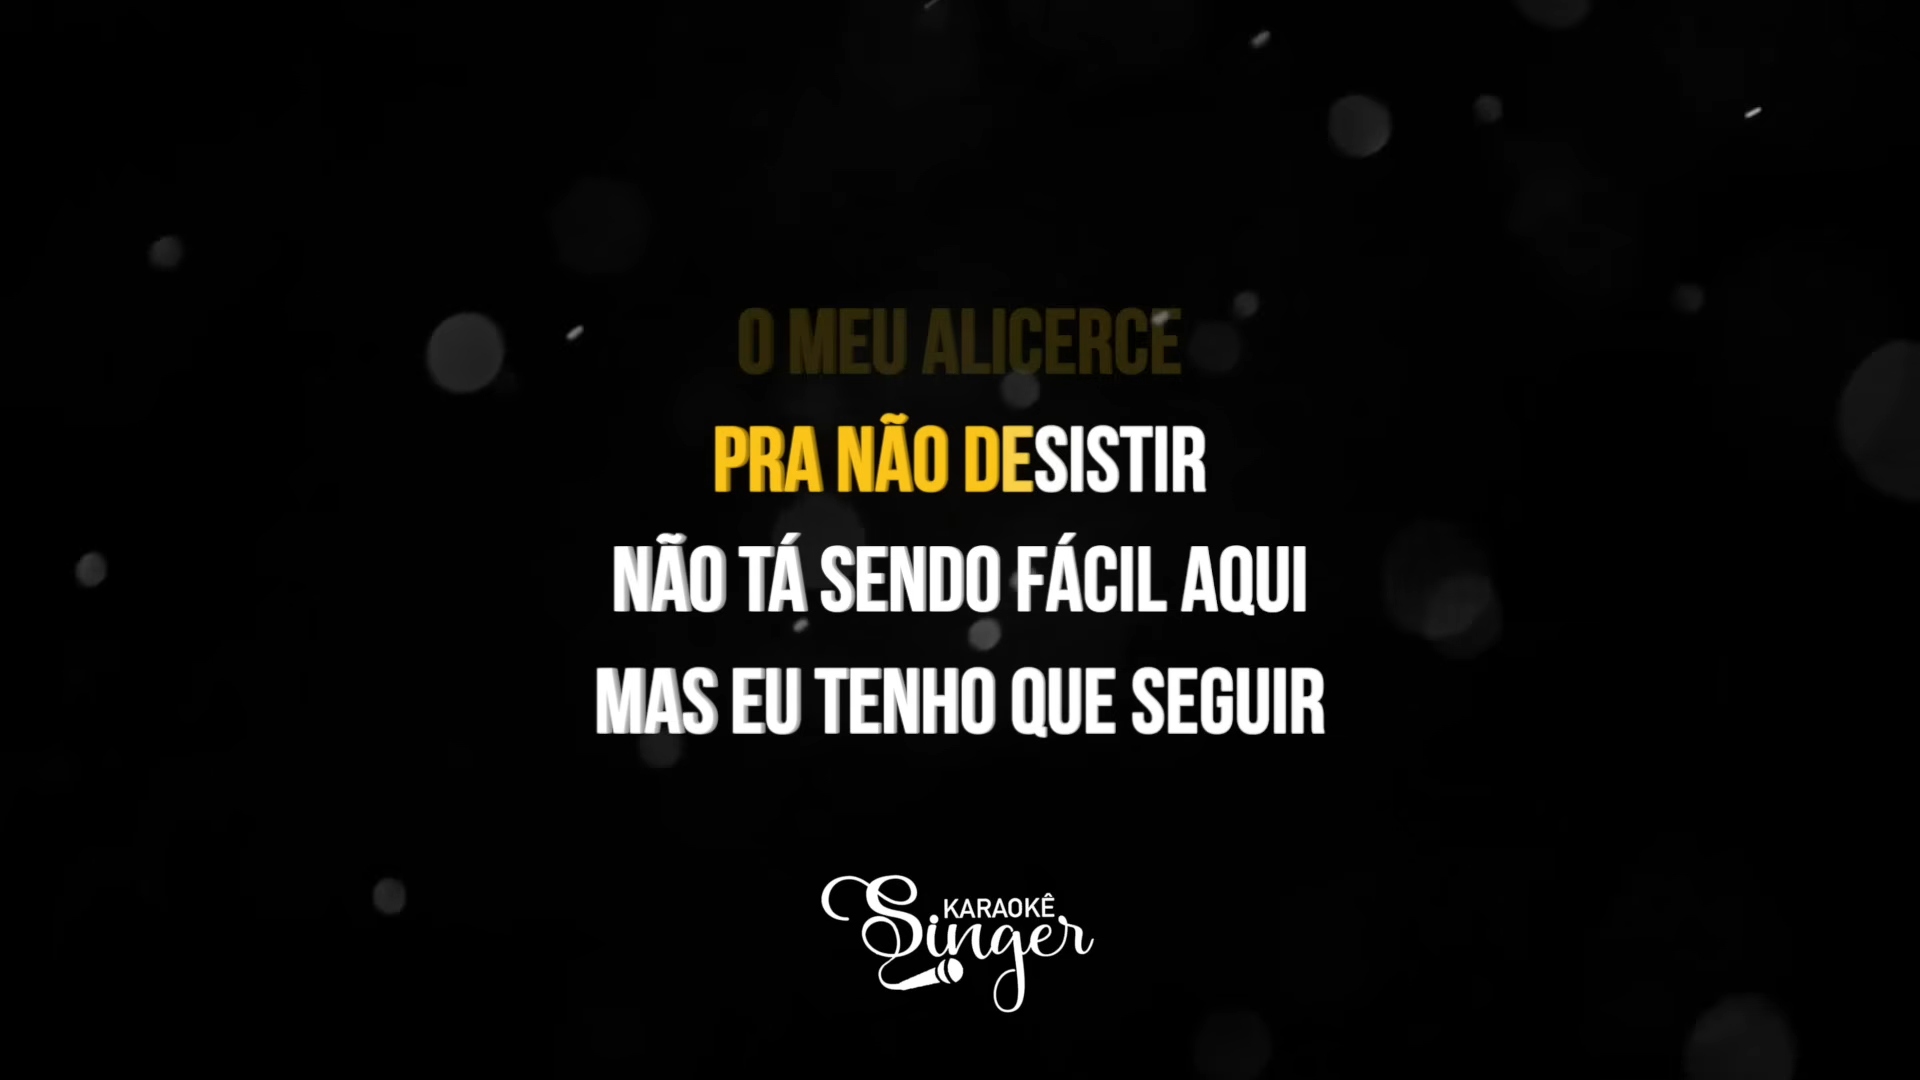 O MEU ALICERCE
PRA NÃO DESISTIR
NÃO TÁ SENDO FÁCIL AQUI
MAS EU TENHO QUE SEGUIR
KARAOKÊ
Singer